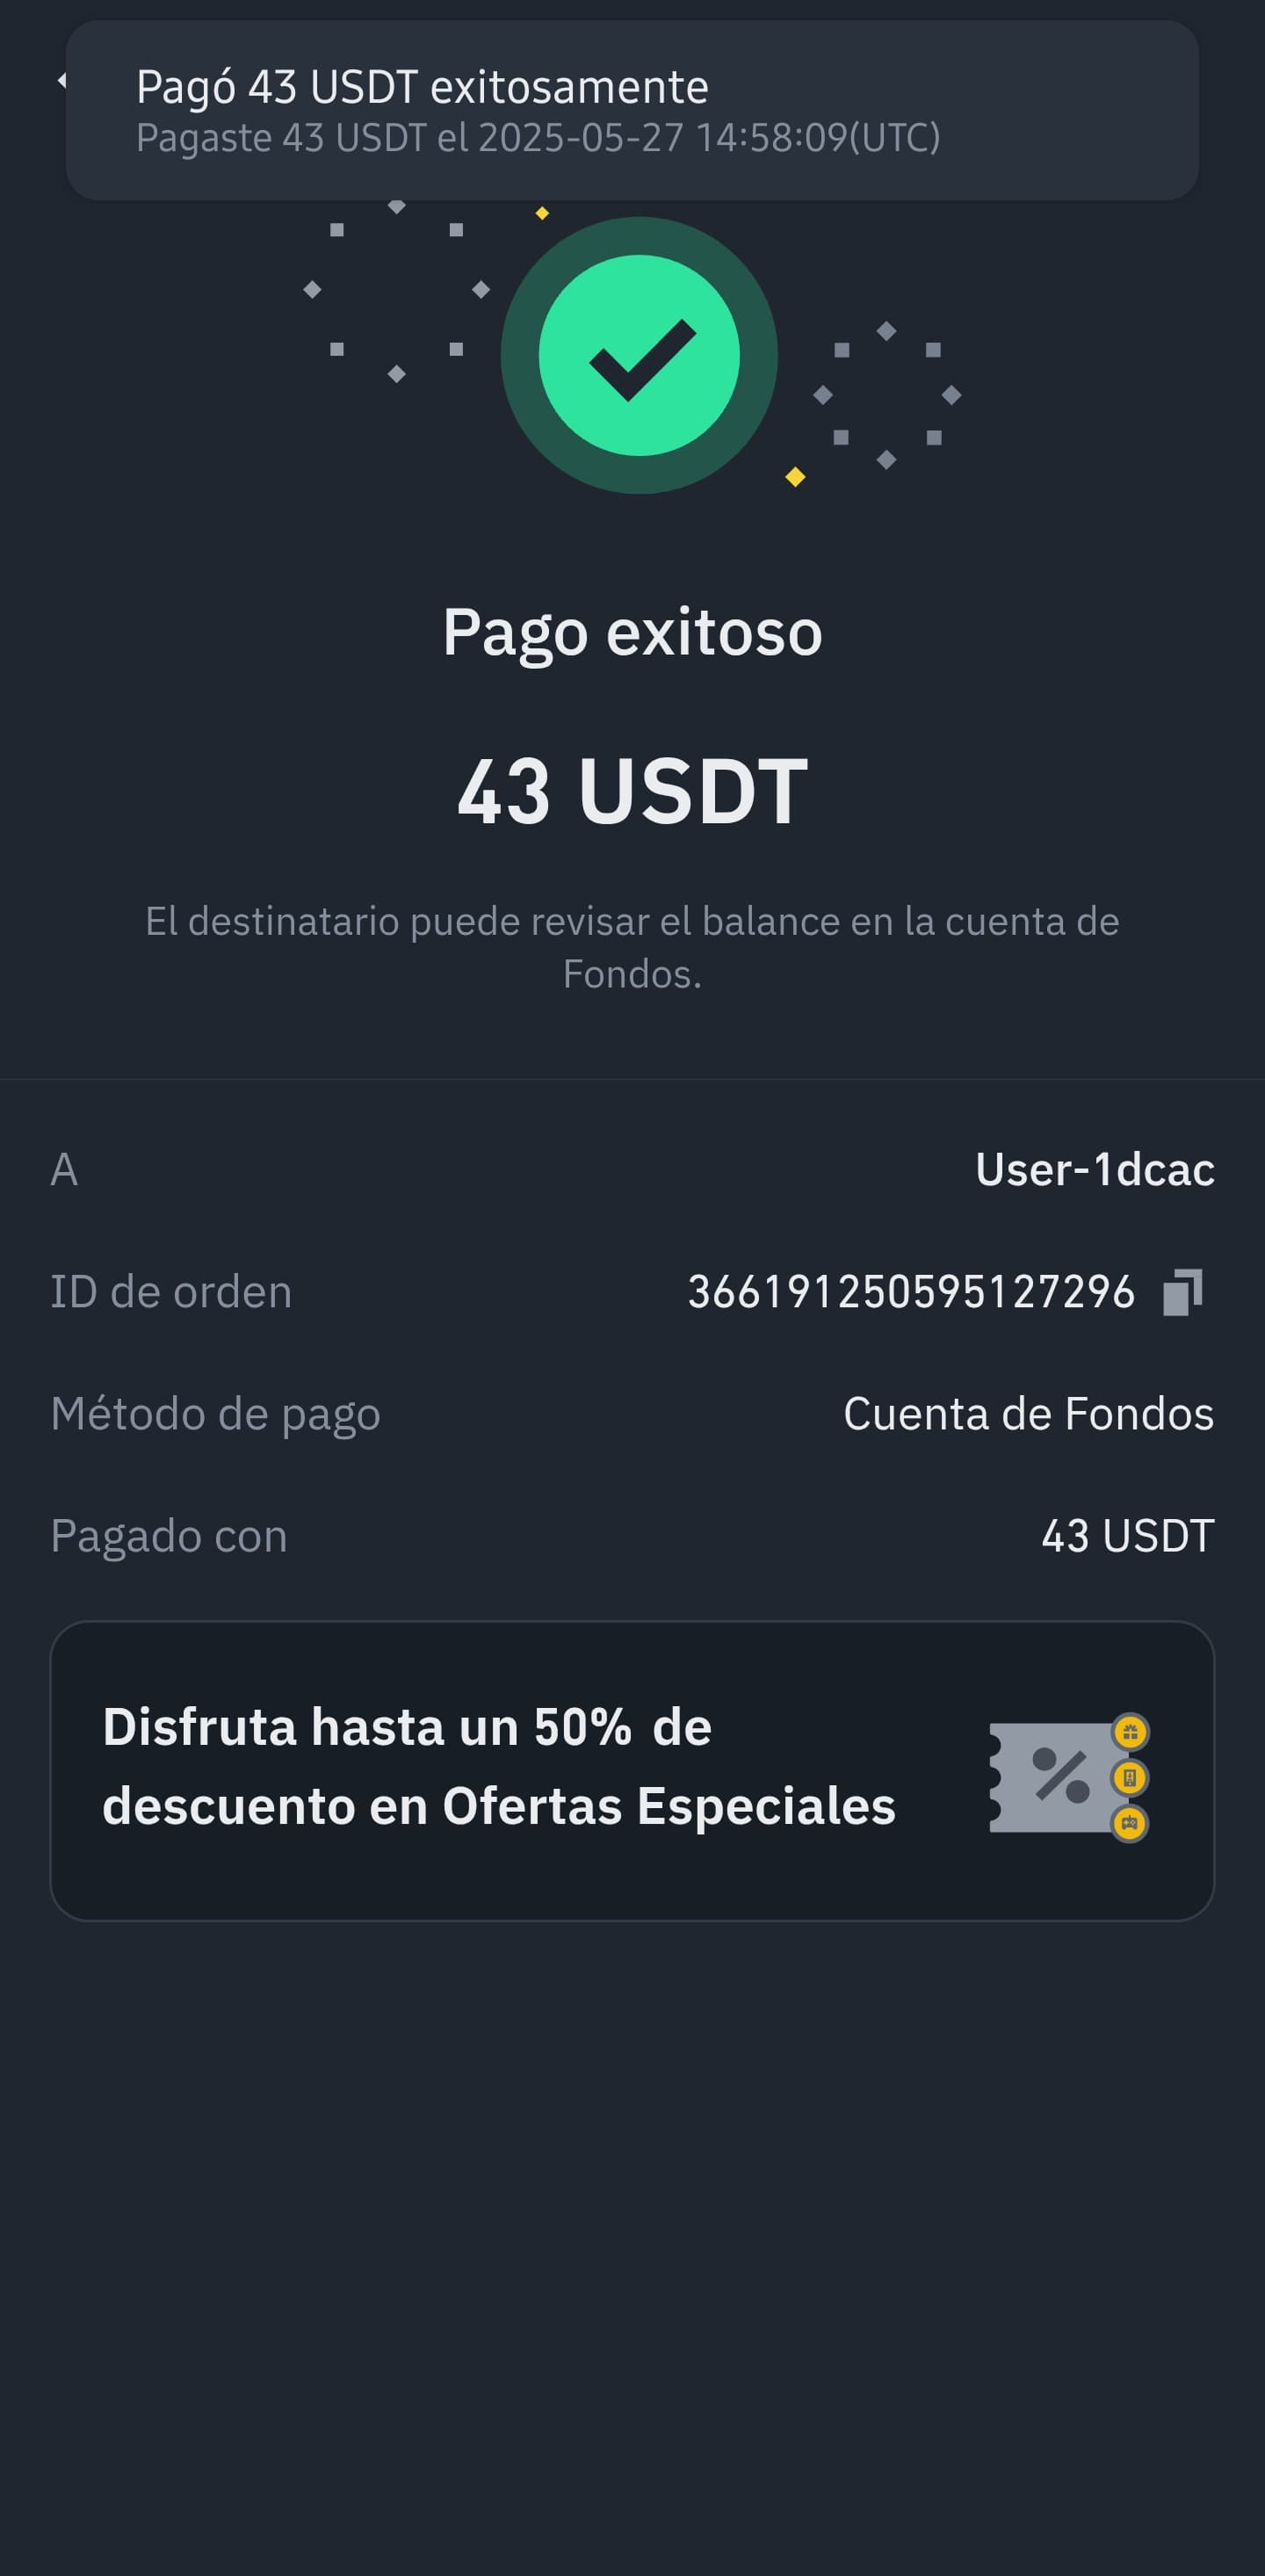 Pagó 43 USDT exitosamente
Pagaste 43 USDT el 2025-05-27 14:58:09(UTC)
Pago exitoso
43 USDT
El destinatario puede revisar el balance en la cuenta de
Fondos.
A User-1dcac
ID de orden 366191250595127296
Método de pago Cuenta de Fondos
Pagado con 43 USDT
Disfruta hasta un 50% de
descuento en Ofertas Especiales